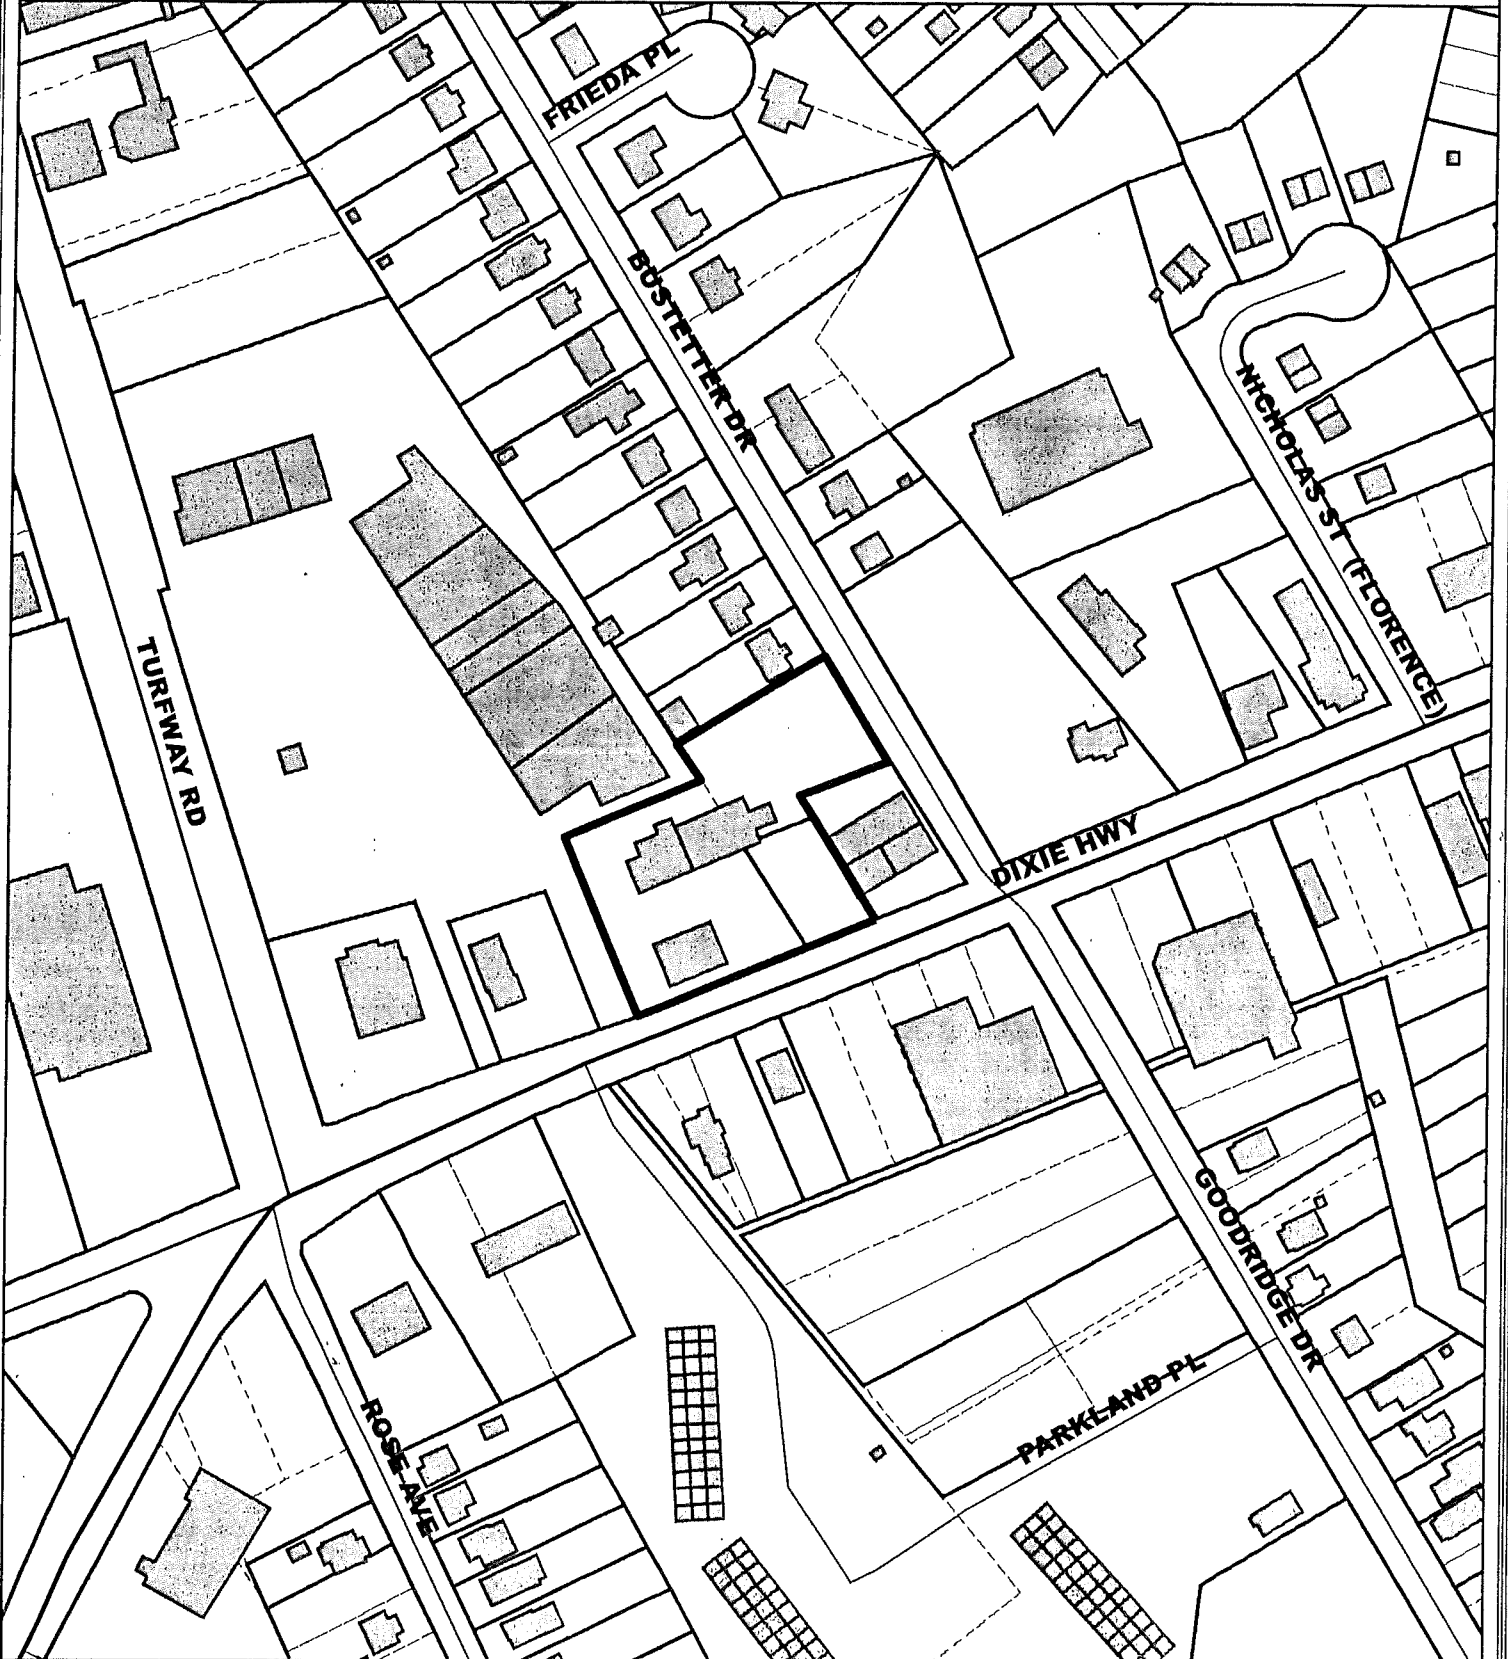 FRIEDA PL
BUSTETTER DR
NICHOLAS ST (FLORENCE)
TURFWAY RD
DIXIE HWY
GOODRIDGE DR
PARKLAND PL
ROSE AVE